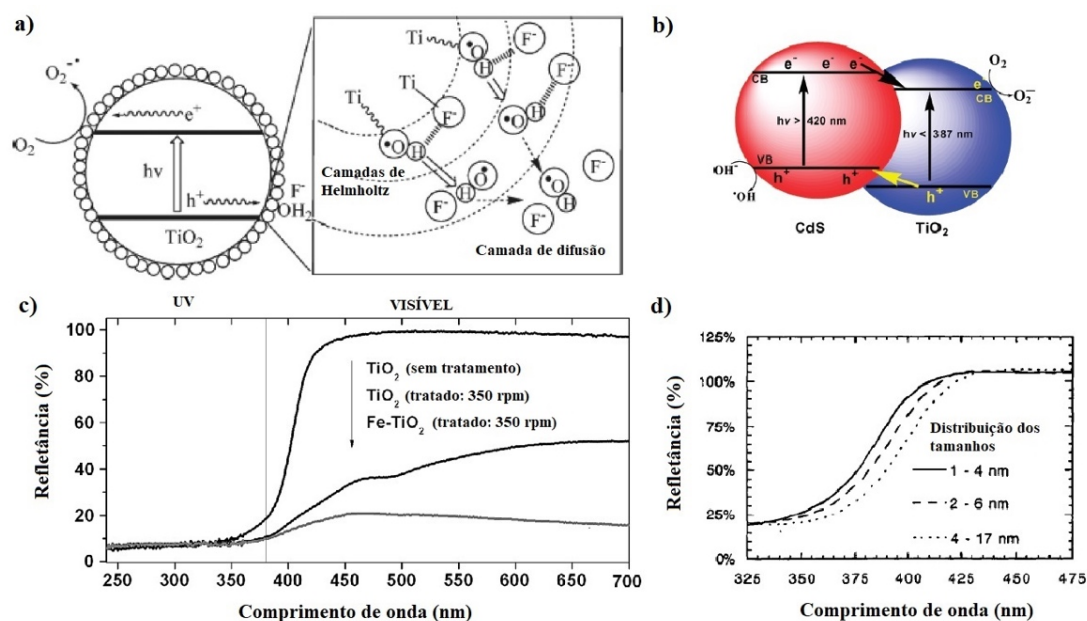 a)
O₂⁻•
O₂
e⁺
hν
h⁺
TiO₂
F⁻
OH₂
Ti
•O
H
F⁻
F⁻
Ti
Ti
F⁻
•O
H
•O
H
Camadas de
Helmholtz
O•
H
F⁻
•O
H
F⁻
F⁻
Camada de difusão
b)
CB
e⁻ e⁻ e⁻
O₂
e⁻
CB
O₂⁻
hν > 420 nm
hν < 387 nm
VB
OH⁻
•OH
h⁺ h⁺
h⁺
VB
CdS
TiO₂
c)
UV
VISÍVEL
100
80
60
40
20
0
Refletância (%)
TiO₂ (sem tratamento)
TiO₂ (tratado: 350 rpm)
Fe-TiO₂ (tratado: 350 rpm)
250 300 350 400 450 500 550 600 650 700
Comprimento de onda (nm)
d)
125%
100%
75%
50%
25%
0%
Refletância (%)
Distribuição dos
tamanhos
1 - 4 nm
2 - 6 nm
4 - 17 nm
325 350 375 400 425 450 475
Comprimento de onda (nm)